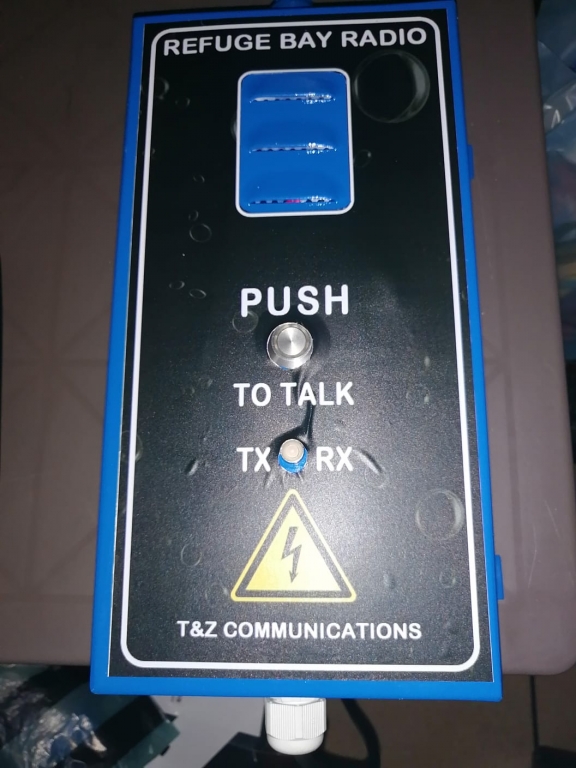 REFUGE BAY RADIO
PUSH
TO TALK
TX RX
T&Z COMMUNICATIONS